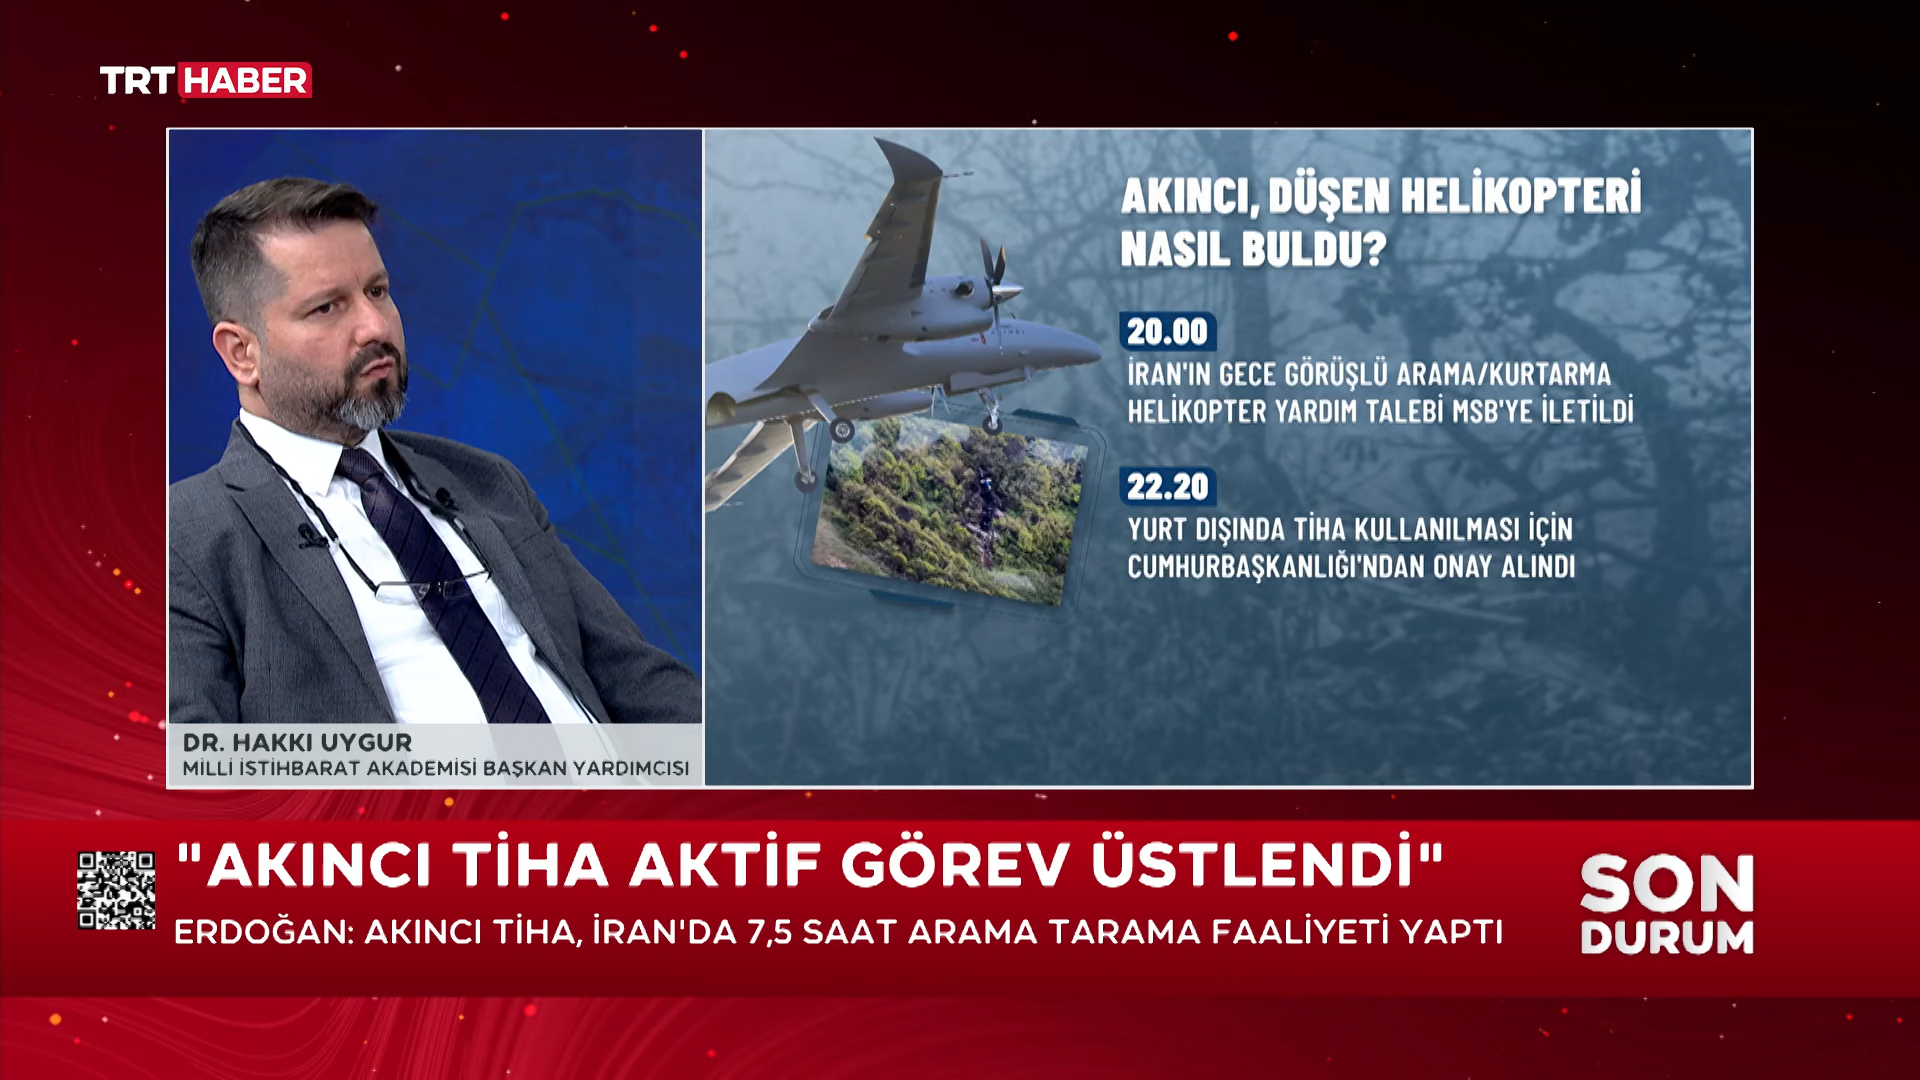 TRT HABER
AKINCI, DÜŞEN HELİKOPTERİ
NASIL BULDU?
20.00
İRAN'IN GECE GÖRÜŞLÜ ARAMA/KURTARMA
HELİKOPTER YARDIM TALEBİ MSB'YE İLETİLDİ
22.20
YURT DIŞINDA TİHA KULLANILMASI İÇİN
CUMHURBAŞKANLIĞI'NDAN ONAY ALINDI
DR. HAKKI UYGUR
MİLLİ İSTİHBARAT AKADEMİSİ BAŞKAN YARDIMCISI
"AKINCI TİHA AKTİF GÖREV ÜSTLENDİ"
ERDOĞAN: AKINCI TİHA, İRAN'DA 7,5 SAAT ARAMA TARAMA FAALİYETİ YAPTI
SON
DURUM